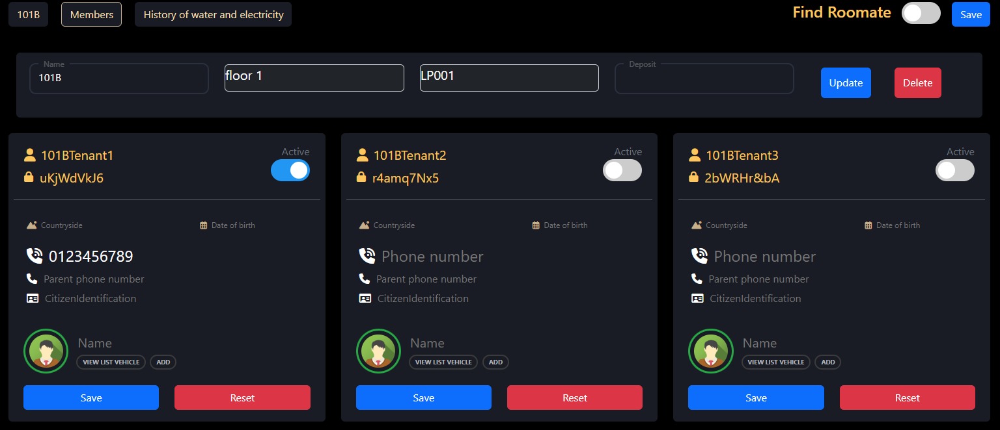 101B Members History of water and electricity Find Roomate Save
Name Deposit
101B floor 1 LP001 Update Delete
101BTenant1 Active
uKjWdVkJ6
Countryside Date of birth
0123456789
Parent phone number
CitizenIdentification
Name
VIEW LIST VEHICLE ADD
Save Reset
101BTenant2 Active
r4amq7Nx5
Countryside Date of birth
Phone number
Parent phone number
CitizenIdentification
Name
VIEW LIST VEHICLE ADD
Save Reset
101BTenant3 Active
2bWRHr&bA
Countryside Date of birth
Phone number
Parent phone number
CitizenIdentification
Name
VIEW LIST VEHICLE ADD
Save Reset